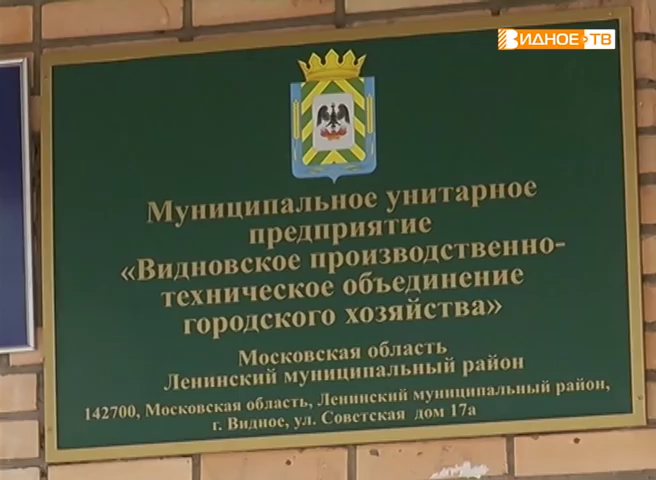 ВИДНОЕ ТВ
Муниципальное унитарное
предприятие
«Видновское производственно-
техническое объединение
городского хозяйства»
Московская область
Ленинский муниципальный район
142700, Московская область, Ленинский муниципальный район,
г. Видное, ул. Советская дом 17а